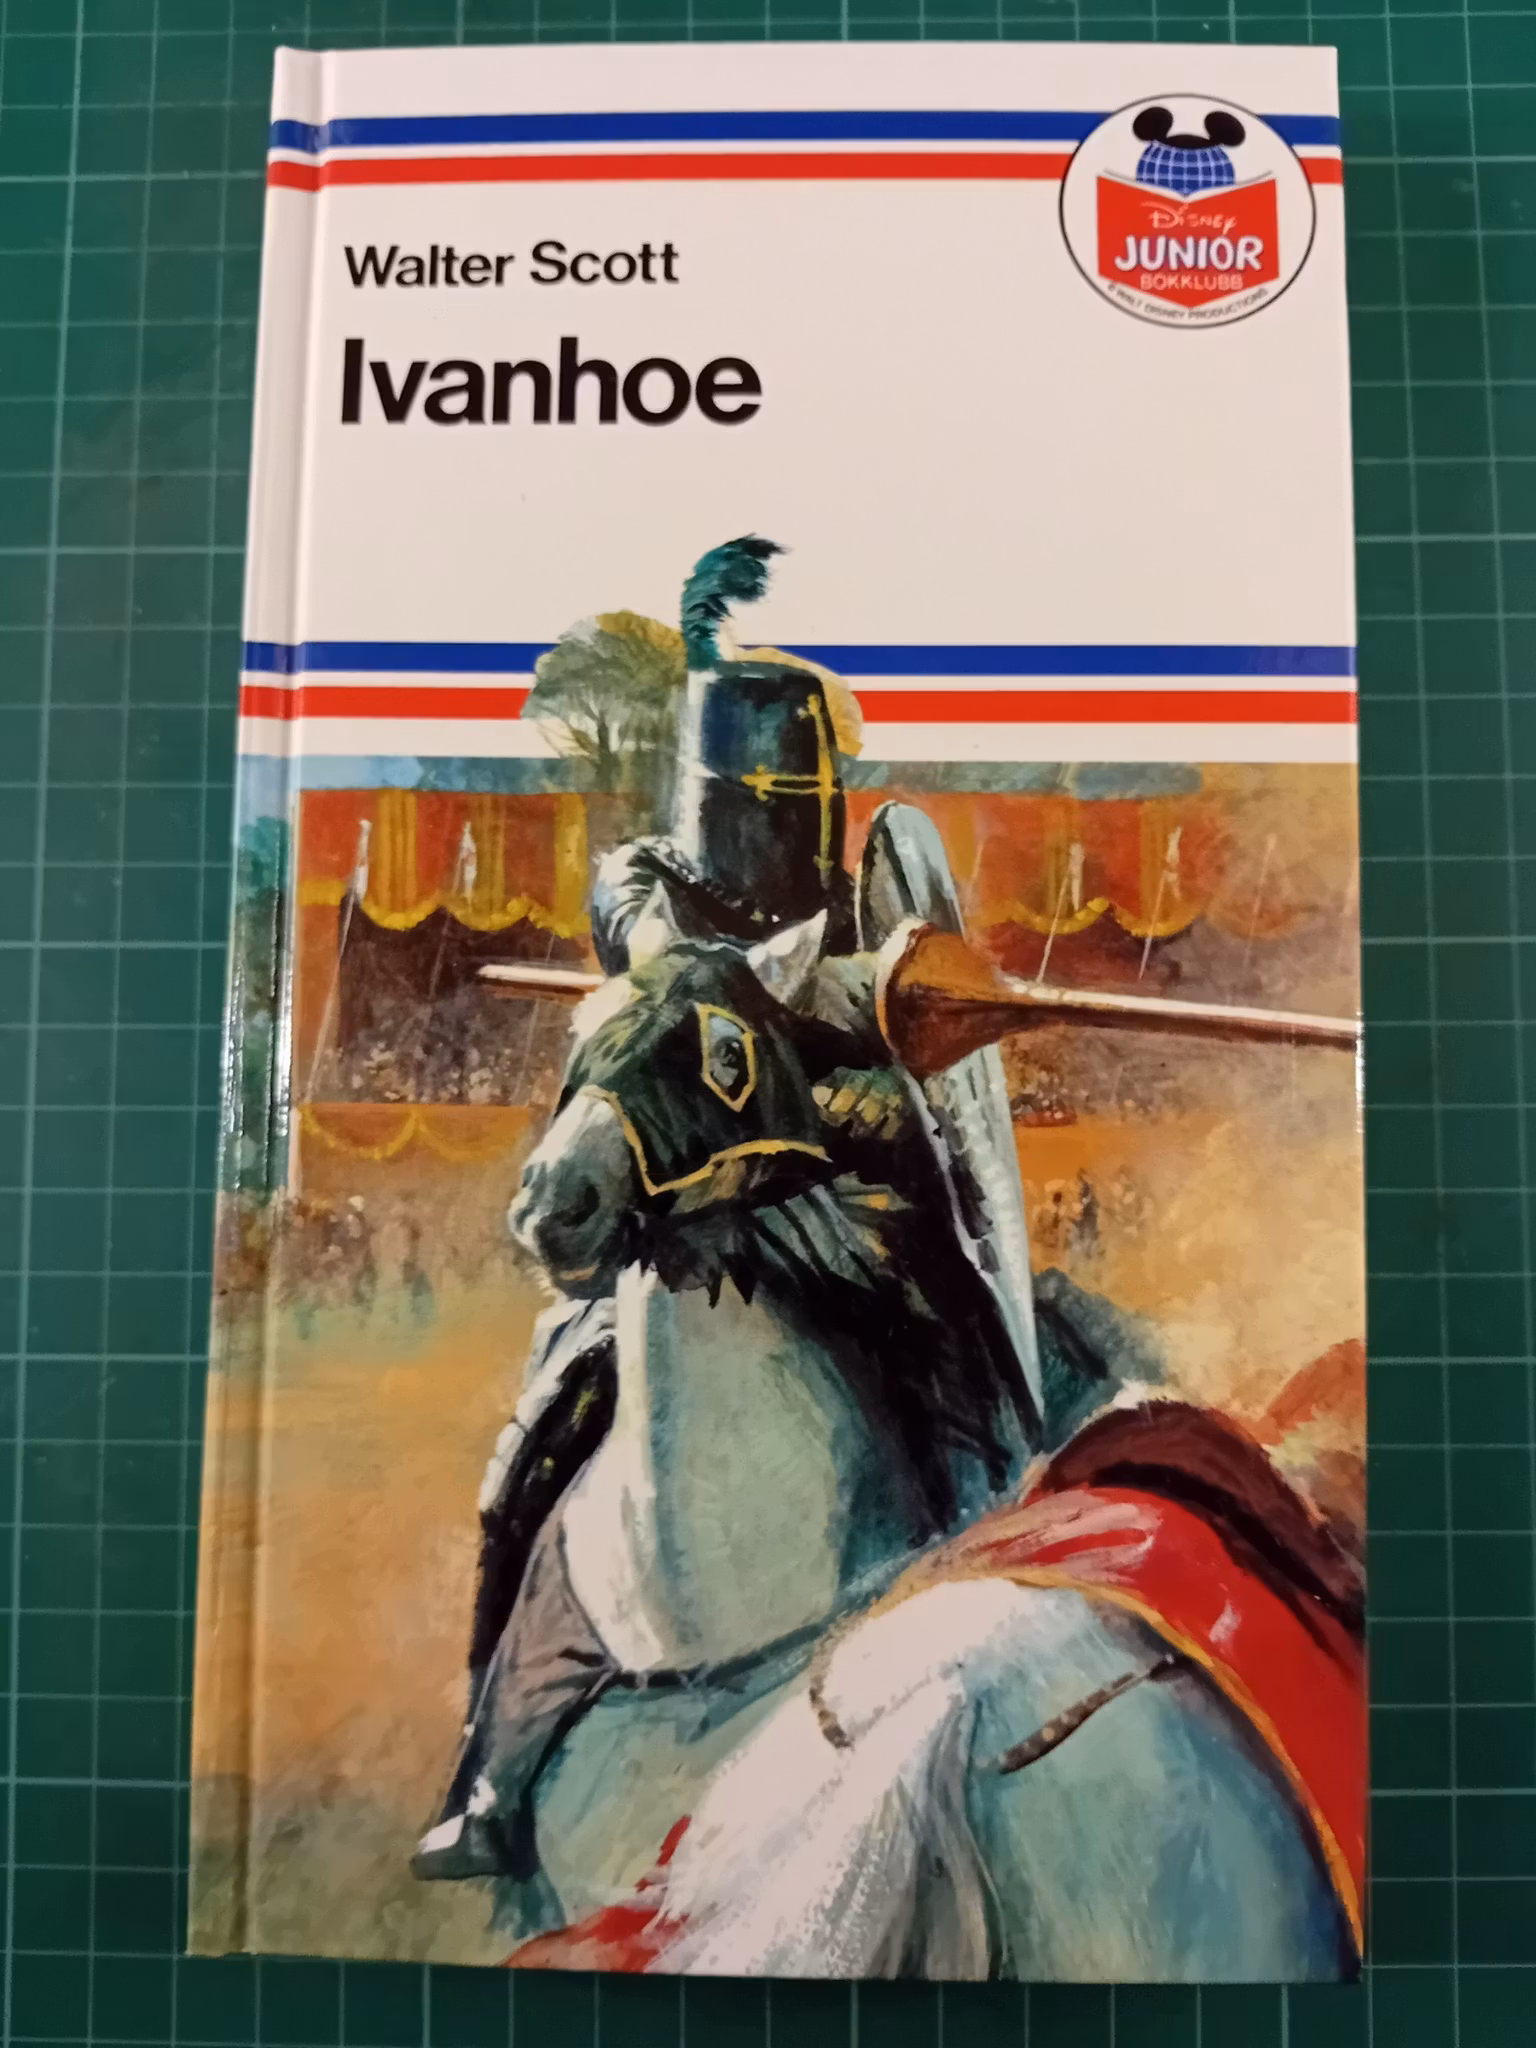 Walter Scott
Ivanhoe
Disney
JUNIOR
BOKKLUBB
© WALT DISNEY PRODUCTIONS